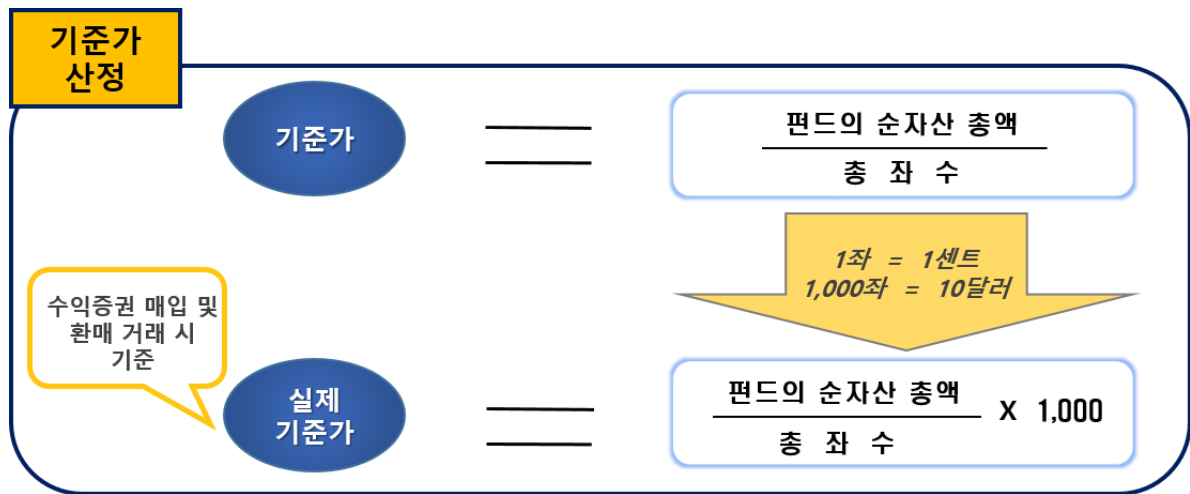 기준가
산정
기준가
펀드의 순자산 총액
총 좌 수
1좌 = 1센트
1,000좌 = 10달러
수익증권 매입 및
환매 거래 시
기준
실제
기준가
펀드의 순자산 총액
총 좌 수
X 1,000